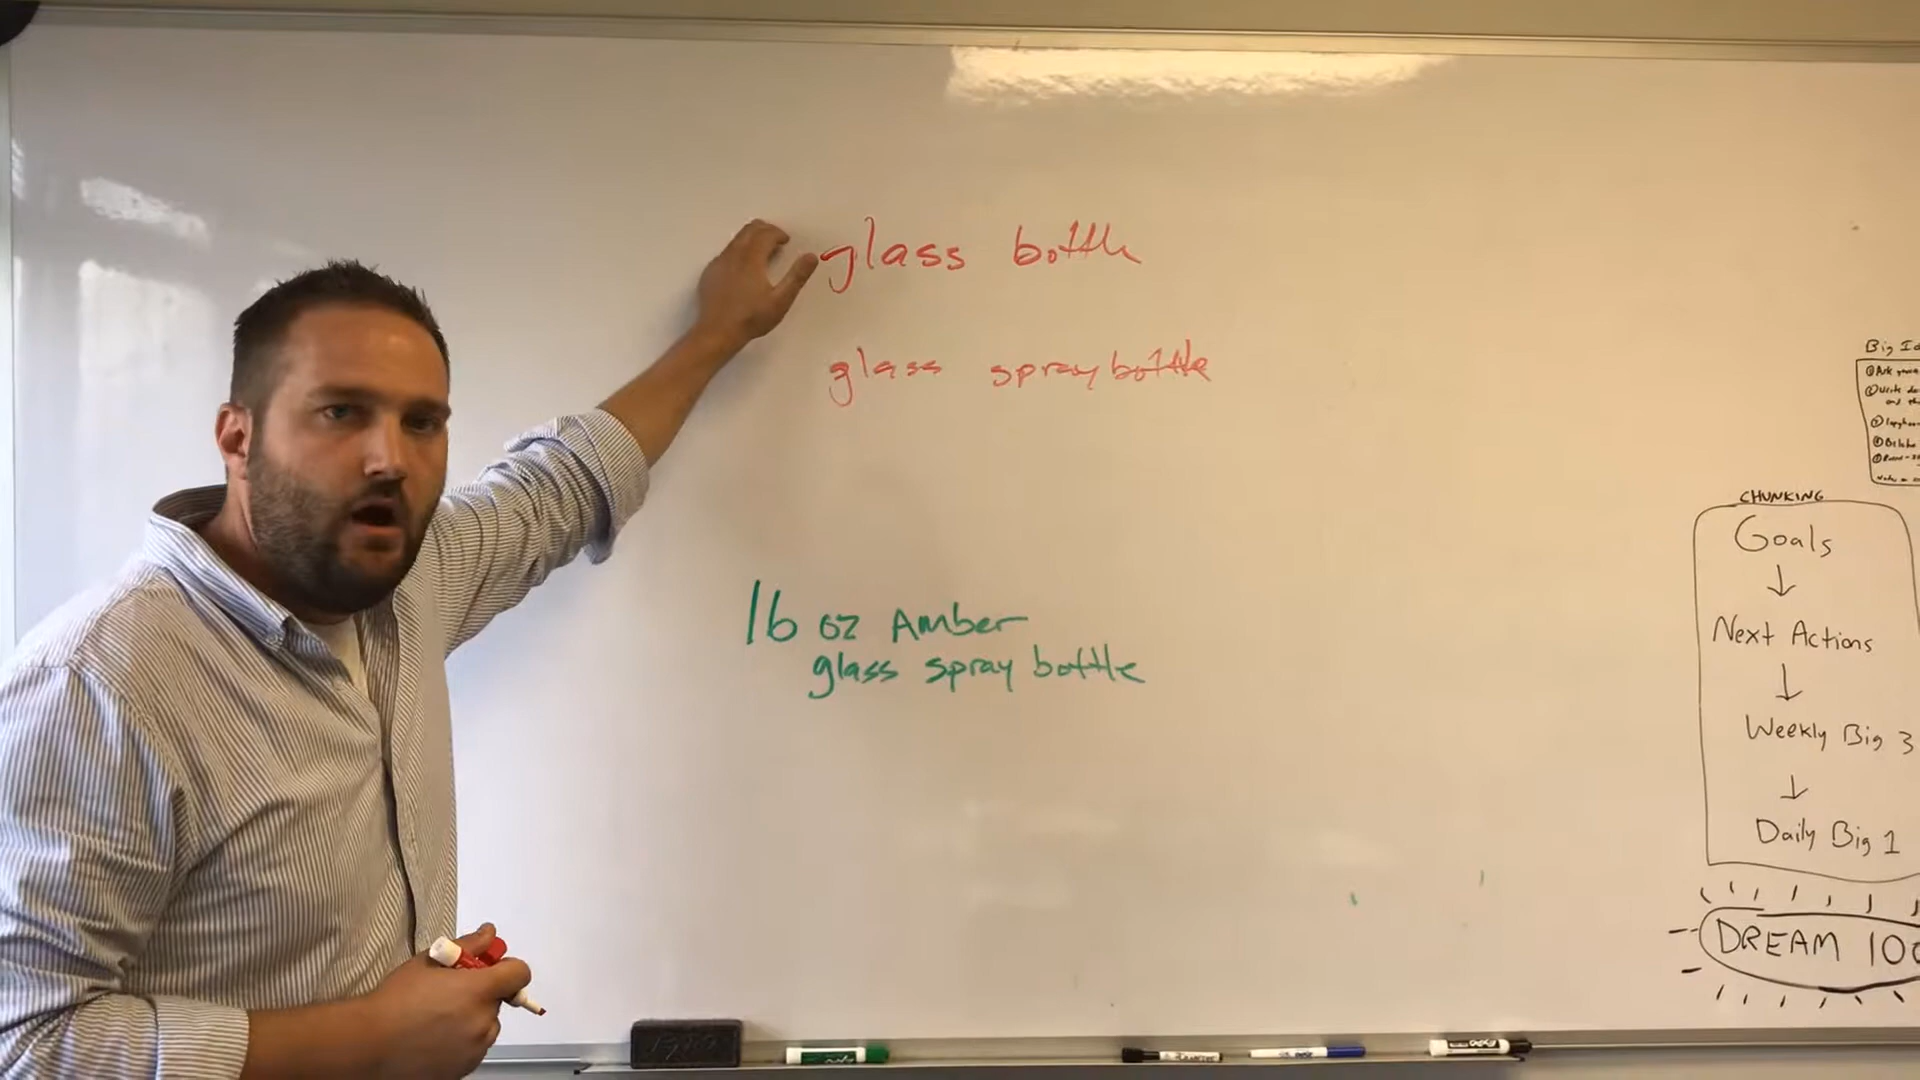 glass bottle
glass spray bottle
16 oz Amber
glass spray bottle
Big
CHUNKING
Goals
↓
Next Actions
↓
Weekly Big 3
↓
Daily Big 1
DREAM 100